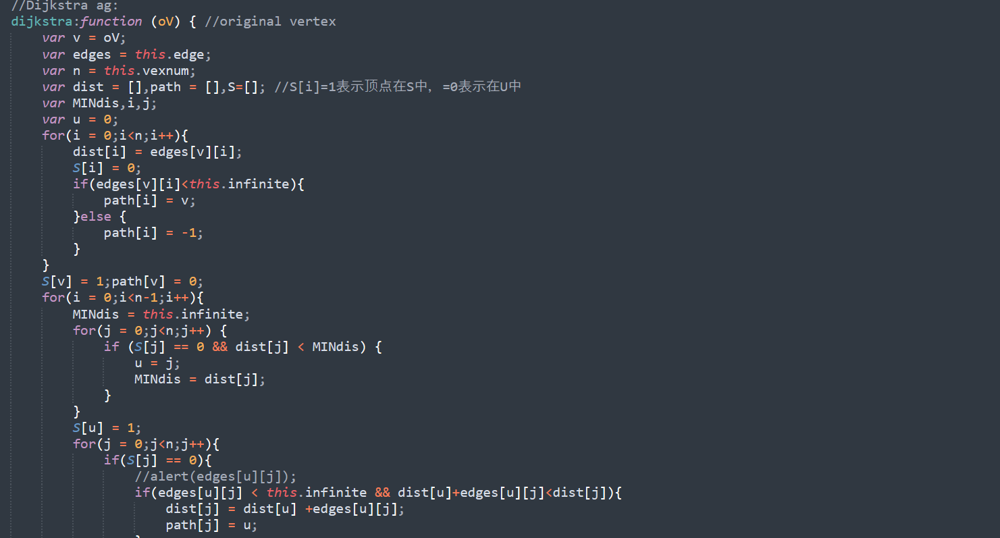 //Dijkstra ag:
dijkstra:function (oV) { //original vertex
    var v = oV;
    var edges = this.edge;
    var n = this.vexnum;
    var dist = [],path = [],S=[]; //S[i]=1表示顶点在S中, =0表示在U中
    var MINdis,i,j;
    var u = 0;
    for(i = 0;i<n;i++){
        dist[i] = edges[v][i];
        S[i] = 0;
        if(edges[v][i]<this.infinite){
            path[i] = v;
        }else {
            path[i] = -1;
        }
    }
    S[v] = 1;path[v] = 0;
    for(i = 0;i<n-1;i++){
        MINdis = this.infinite;
        for(j = 0;j<n;j++) {
            if (S[j] == 0 && dist[j] < MINdis) {
                u = j;
                MINdis = dist[j];
            }
        }
        S[u] = 1;
        for(j = 0;j<n;j++){
            if(S[j] == 0){
                //alert(edges[u][j]);
                if(edges[u][j] < this.infinite && dist[u]+edges[u][j]<dist[j]){
                    dist[j] = dist[u] +edges[u][j];
                    path[j] = u;